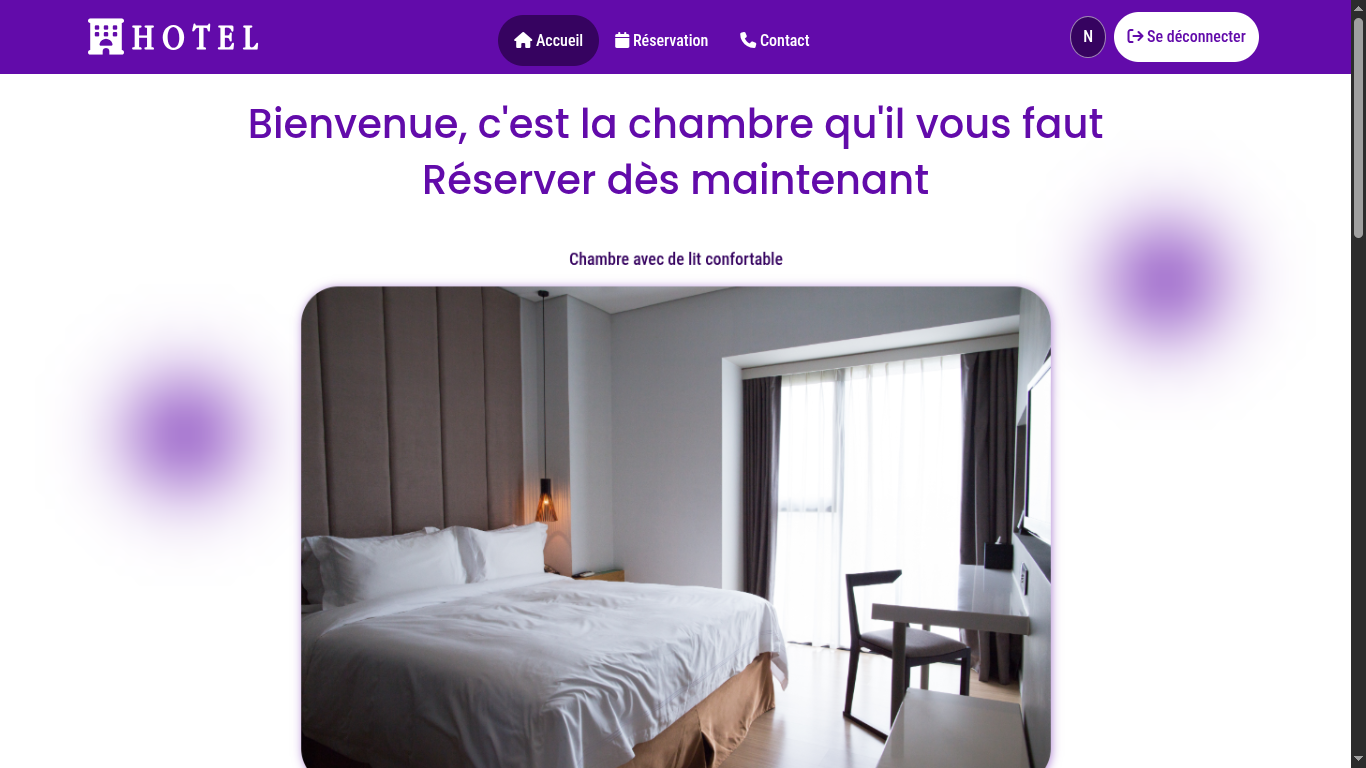 HOTEL
Accueil
Réservation
Contact
N
Se déconnecter
Bienvenue, c'est la chambre qu'il vous faut
Réserver dès maintenant
Chambre avec de lit confortable